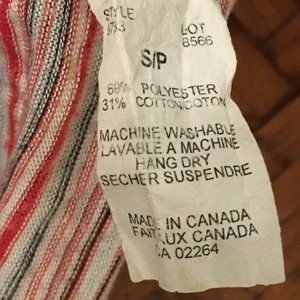 STYLE LOT
8566
S/P
69% POLYESTER
31% COTTON/COTON
MACHINE WASHABLE
LAVABLE A MACHINE
HANG DRY
SECHER SUSPENDRE
MADE IN CANADA
FAIT AUX CANADA
CA 02264